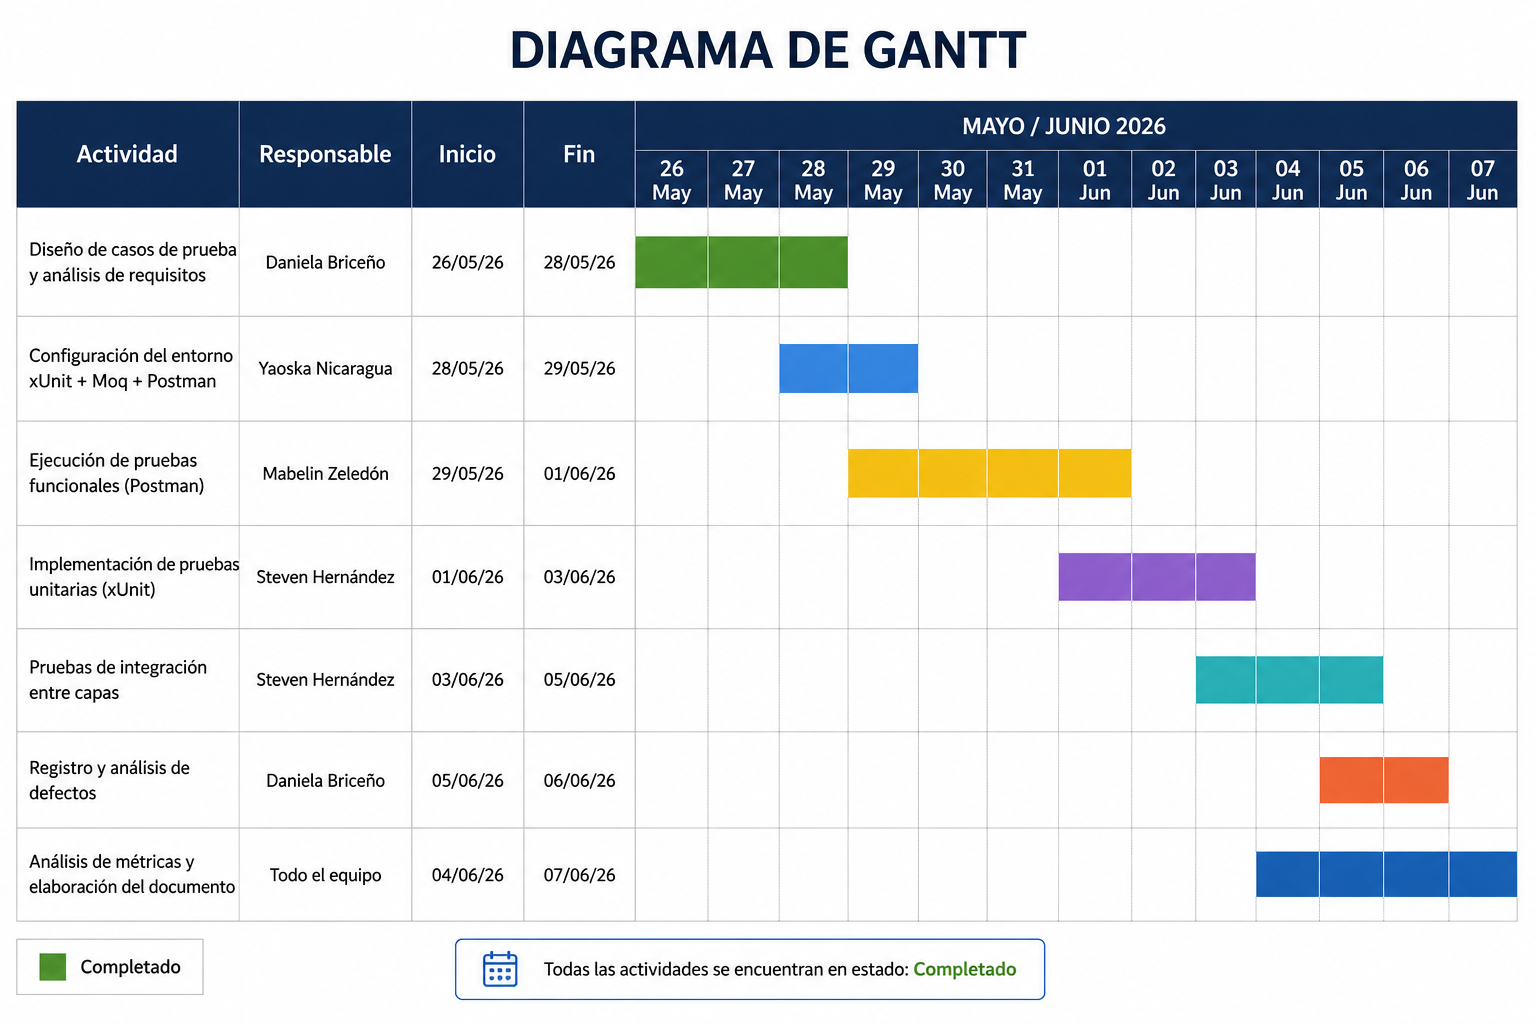 DIAGRAMA DE GANTT
Actividad
Responsable
Inicio
Fin
MAYO / JUNIO 2026
26 May
27 May
28 May
29 May
30 May
31 May
01 Jun
02 Jun
03 Jun
04 Jun
05 Jun
06 Jun
07 Jun
Diseño de casos de prueba
y análisis de requisitos
Daniela Briceño
26/05/26
28/05/26
Configuración del entorno
xUnit + Moq + Postman
Yaoska Nicaragua
28/05/26
29/05/26
Ejecución de pruebas
funcionales (Postman)
Mabelin Zeledón
29/05/26
01/06/26
Implementación de pruebas
unitarias (xUnit)
Steven Hernández
01/06/26
03/06/26
Pruebas de integración
entre capas
Steven Hernández
03/06/26
05/06/26
Registro y análisis de
defectos
Daniela Briceño
05/06/26
06/06/26
Análisis de métricas y
elaboración del documento
Todo el equipo
04/06/26
07/06/26
Completado
Todas las actividades se encuentran en estado: Completado